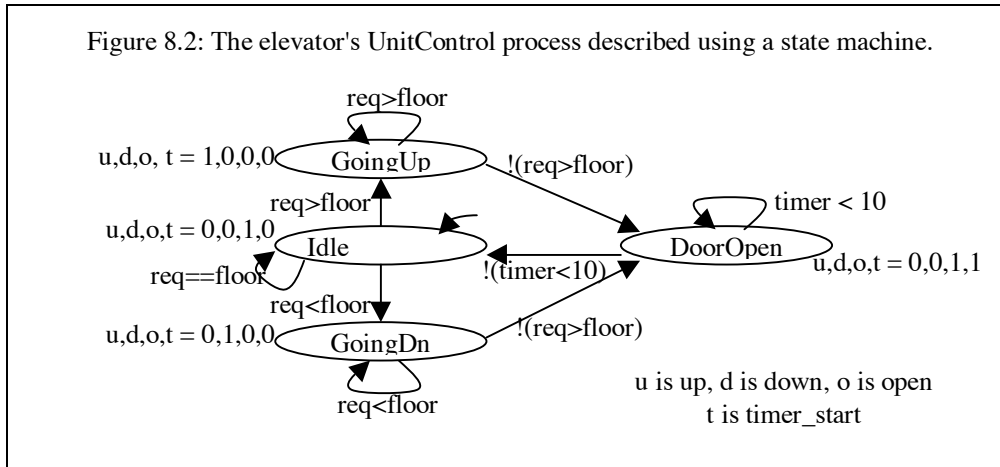 Figure 8.2: The elevator's UnitControl process described using a state machine.
req>floor
u,d,o, t = 1,0,0,0
GoingUp
!(req>floor)
req>floor
timer < 10
u,d,o,t = 0,0,1,0
Idle
DoorOpen
req==floor
!(timer<10)
u,d,o,t = 0,0,1,1
req<floor
u,d,o,t = 0,1,0,0
!(req>floor)
GoingDn
req<floor
u is up, d is down, o is open
t is timer_start